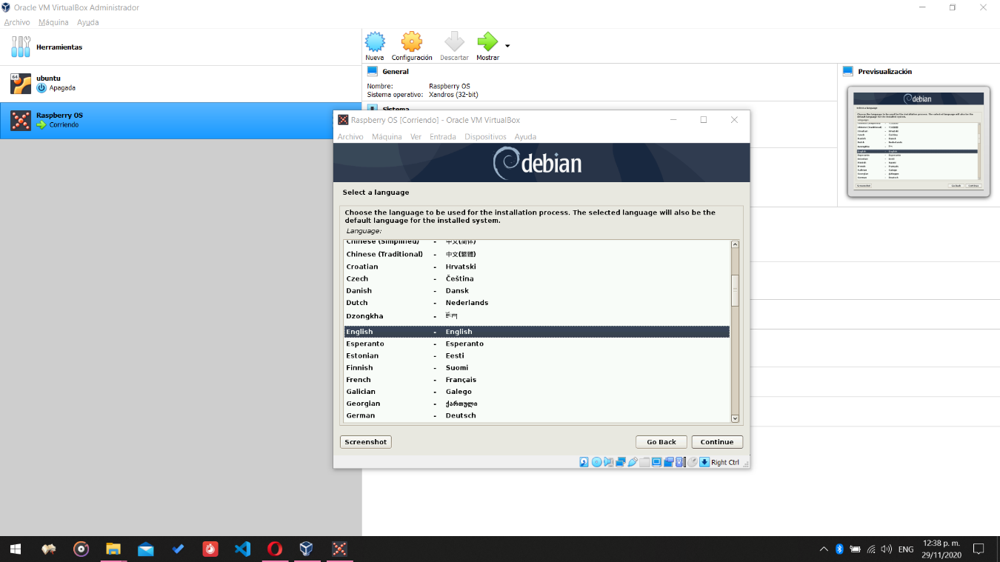 Oracle VM VirtualBox Administrador
Archivo Máquina Ayuda
Herramientas
ubuntu
64
Apagada
Raspberry OS
Corriendo
Nueva Configuración Descartar Mostrar
General
Nombre: Raspberry OS
Sistema operativo: Xandros (32-bit)
Sistema
Previsualización
debian
Select a language
Raspberry OS [Corriendo] - Oracle VM VirtualBox
Archivo Máquina Ver Entrada Dispositivos Ayuda
debian
Select a language
Choose the language to be used for the installation process. The selected language will also be the
default language for the installed system.
Language:
Chinese (Simplified) - 中文(简体)
Chinese (Traditional) - 中文(繁體)
Croatian - Hrvatski
Czech - Čeština
Danish - Dansk
Dutch - Nederlands
Dzongkha - རྫོང་ཁ
English - English
Esperanto - Esperanto
Estonian - Eesti
Finnish - Suomi
French - Français
Galician - Galego
Georgian - ქართული
German - Deutsch
Screenshot Go Back Continue
Right Ctrl
ENG
12:38 p. m.
29/11/2020